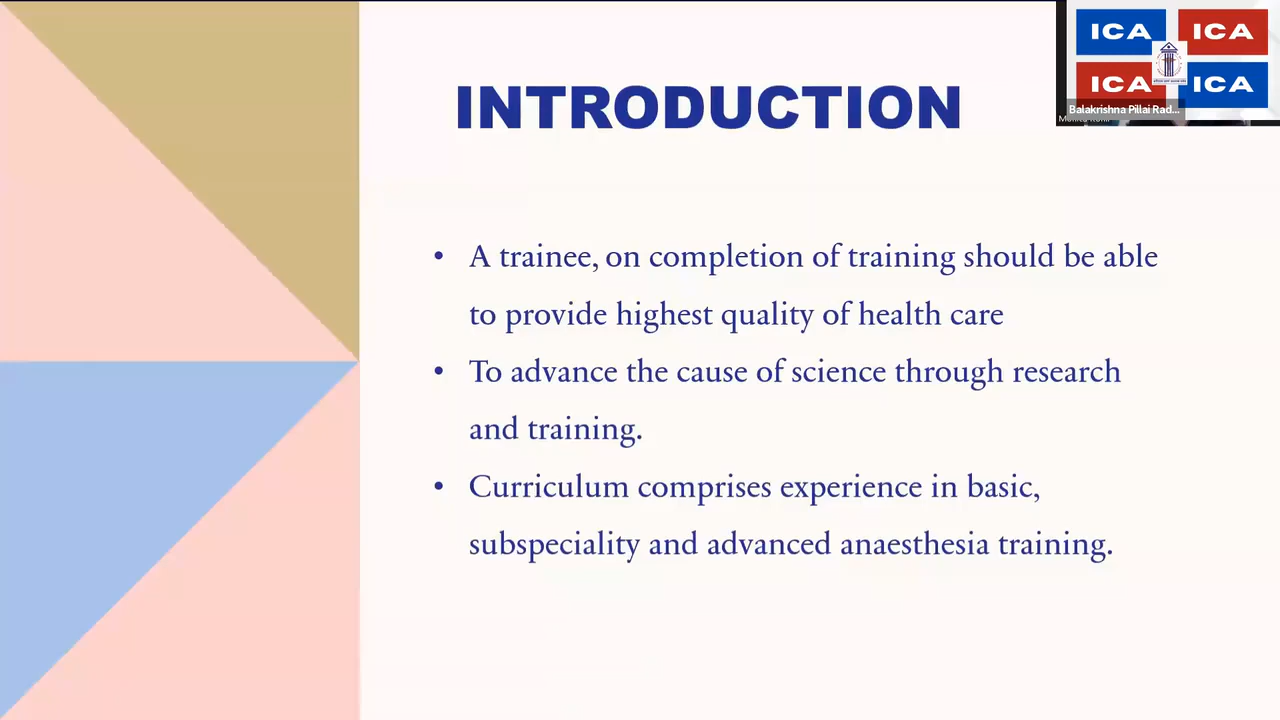 INTRODUCTION
ICA ICA
ICA ICA
Balakrishna Pillai Rad...
• A trainee, on completion of training should be able
to provide highest quality of health care
• To advance the cause of science through research
and training.
• Curriculum comprises experience in basic,
subspeciality and advanced anaesthesia training.